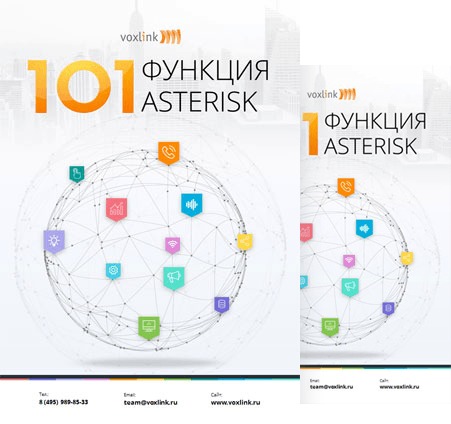 voxlink
101 ФУНКЦИЯ
ASTERISK
Тел.:
8 (495) 989-85-33
Email:
team@voxlink.ru
Сайт:
www.voxlink.ru
voxlink
1 ФУНКЦИЯ
ASTERISK
Email:
team@voxlink.ru
Сайт:
www.voxlink.ru